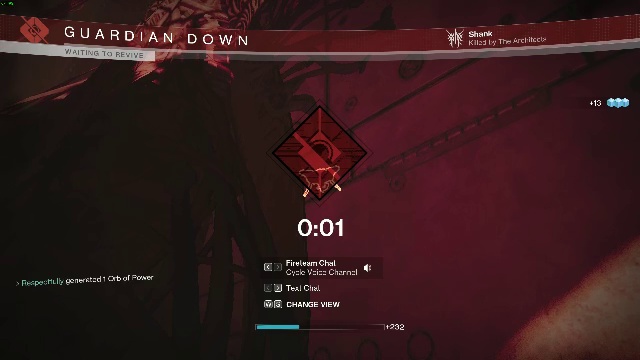 GUARDIAN DOWN
WAITING TO REVIVE
Shank
Killed by The Architects
+13
0:01
Fireteam Chat
Cycle Voice Channel
> Respectfully generated 1 Orb of Power
Text Chat
CHANGE VIEW
+232